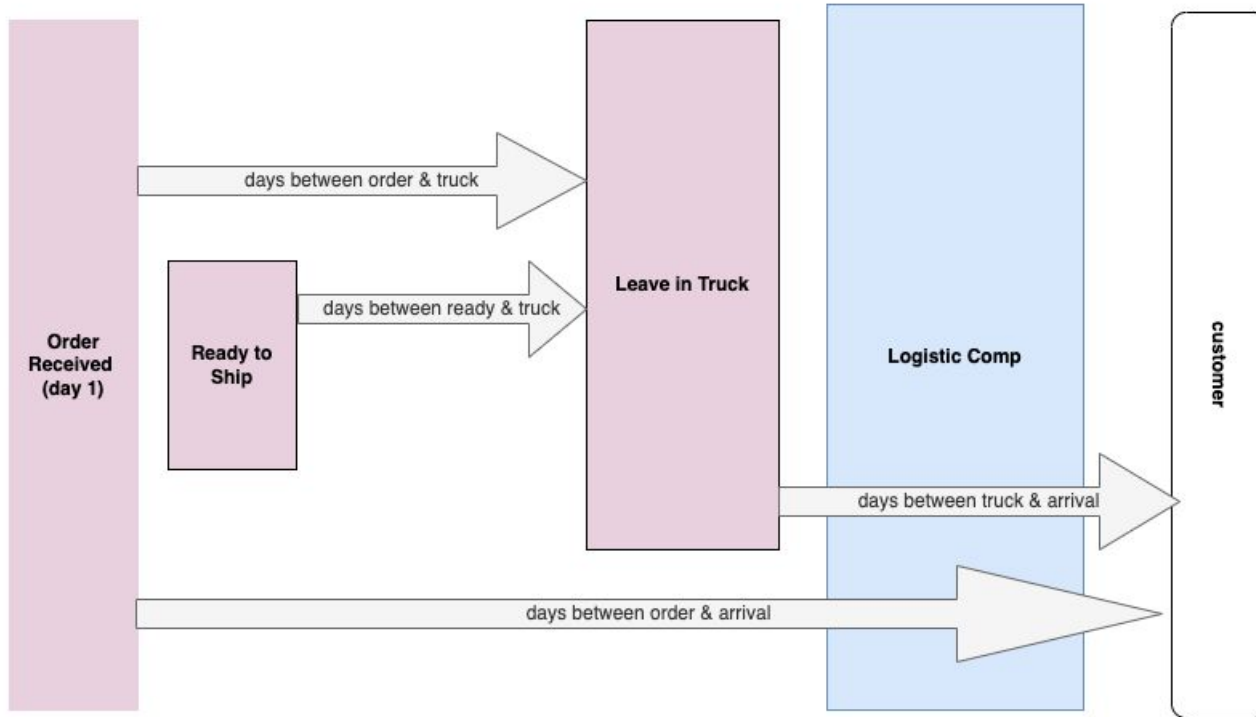 days between order & truck
days between ready & truck
Leave in Truck
Order
Received
(day 1)
Ready to
Ship
Logistic Comp
customer
days between truck & arrival
days between order & arrival